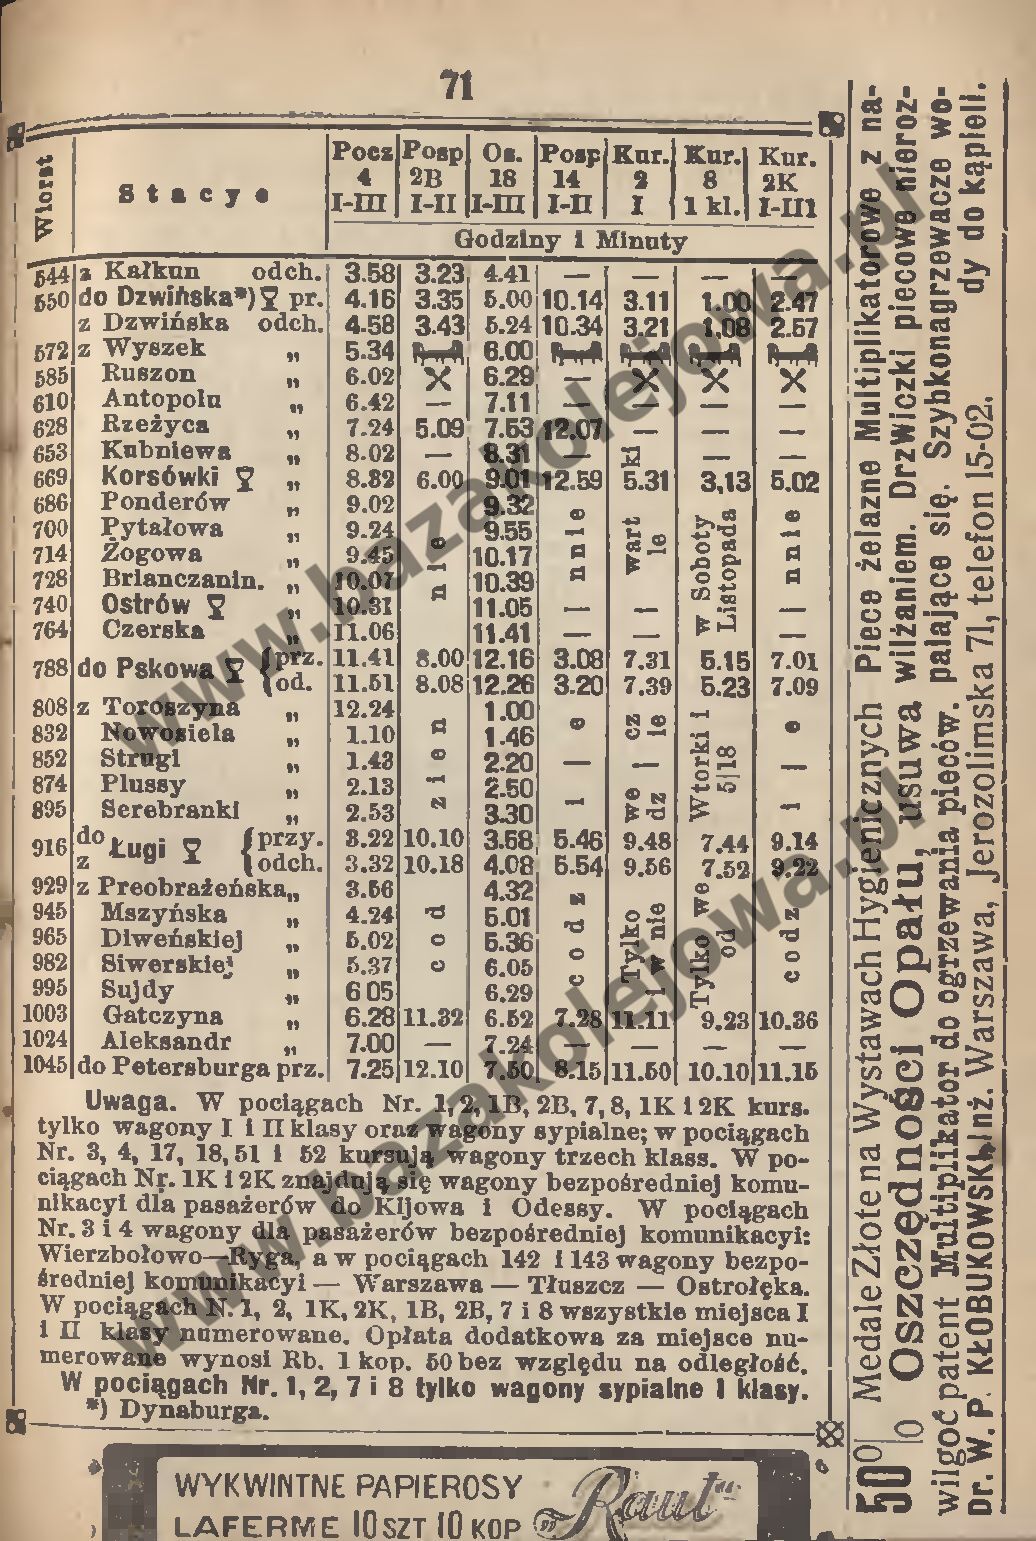 71
Wiorst Stacye Pocz 4 I-III Posp 2B I-II Os. 18 I-III Posp 14 I-II Kur. 2 I Kur. 8 1 kl. Kur. 2K I-III
Godziny i Minuty
544 z Kałkun odch. 3.58 3.23 4.41 — — — —
550 do Dzwińska*) pr. 4.16 3.35 5.00 10.14 3.11 1.00 2.47
z Dzwińska odch. 4.58 3.43 5.24 10.34 3.21 1.08 2.57
572 z Wyszek „ 5.34 6.00
585 Ruszon „ 6.02 6.29 —
610 Antopolu „ 6.42 — 7.11 — — — —
628 Rzeżyca „ 7.24 5.09 7.53 12.07 — — —
653 Kubniewa „ 8.02 — 8.31 — — —
669 Korsówki „ 8.32 6.00 9.01 12.59 5.31 3,13 5.02
686 Ponderów „ 9.02 9.32
700 Pytałowa „ 9.24 9.55
714 Żogowa „ 9.45 10.17
728 Brianczanin. „ 10.07 10.39
740 Ostrów „ 10.31 11.05
764 Czerska „ 11.06 11.41
788 do Pskowa prz. 11.41 8.00 12.16 3.08 7.31 5.15 7.01
od. 11.51 8.08 12.26 3.20 7.39 5.23 7.09
808 z Toroszyna „ 12.24 1.00
832 Nowosiela „ 1.10 1.46
852 Strugi „ 1.43 2.20
874 Plussy „ 2.13 2.50
895 Serebranki „ 2.53 3.30
916 do Ługi przy. 3.22 10.10 3.58 5.46 9.48 7.44 9.14
z odch. 3.32 10.18 4.08 5.54 9.56 7.52 9.22
929 z Preobrażeńska „ 3.56 4.32
945 Mszyńska „ 4.24 5.01
965 Diweńskiej „ 5.02 5.36
982 Siwerskiej „ 5.37 6.05
995 Sujdy „ 6 05 6.29
1003 Gatczyna „ 6.28 11.32 6.52 7.28 11.11 9.23 10.36
1024 Aleksandr „ 7.00 — 7.24 — — — —
1045 do Petersburga prz. 7.25 12.10 7.50 8.15 11.50 10.10 11.15
codziennie
codziennie
Tylko we czwartki
i w niedziele
Tylko we Wtorki i w Soboty
od 5|18 Listopada
codziennie
Uwaga. W pociągach Nr. 1, 2, 1B, 2B, 7, 8, 1K i 2K kurs.
tylko wagony I i II klasy oraz wagony sypialne; w pociągach
Nr. 3, 4, 17, 18, 51 i 52 kursują wagony trzech klass. W po-
ciągach Nr. 1K i 2K znajdują się wagony bezpośredniej komu-
nikacyi dla pasażerów do Kijowa i Odessy. W pociągach
Nr. 3 i 4 wagony dla pasażerów bezpośredniej komunikacyi:
Wierzbołowo—Ryga, a w pociągach 142 i 143 wagony bezpo-
średniej komunikacyi — Warszawa — Tłuszcz — Ostrołęka.
W pociągach N. 1, 2, 1K, 2K, 1B, 2B, 7 i 8 wszystkie miejsca I
i II klasy numerowane. Opłata dodatkowa za miejsce nu-
merowane wynosi Rb. 1 kop. 50 bez względu na odległość.
W pociągach Nr. 1, 2, 7 i 8 tylko wagony sypialne I klasy.
*) Dynaburga.
Medale Złote na Wystawach Hygienicznych Piece żelazne Multiplikatorowe z na-
50 0|0 Oszczędności Opału, usuwa wilżaniem. Drzwiczki piecowe nieroz-
wilgoć patent Multiplikator do ogrzewania pieców. palające się. Szybkonagrzewacze wo-
dy do kąpieli.
Dr. W. P. KŁOBUKOWSKI Inż. Warszawa, Jerozolimska 71, telefon 15-02.
WYKWINTNE PAPIEROSY
LAFERME 10 SZT 10 KOP „Raut"
www.bazakolejowa.pl
www.bazakolejowa.pl